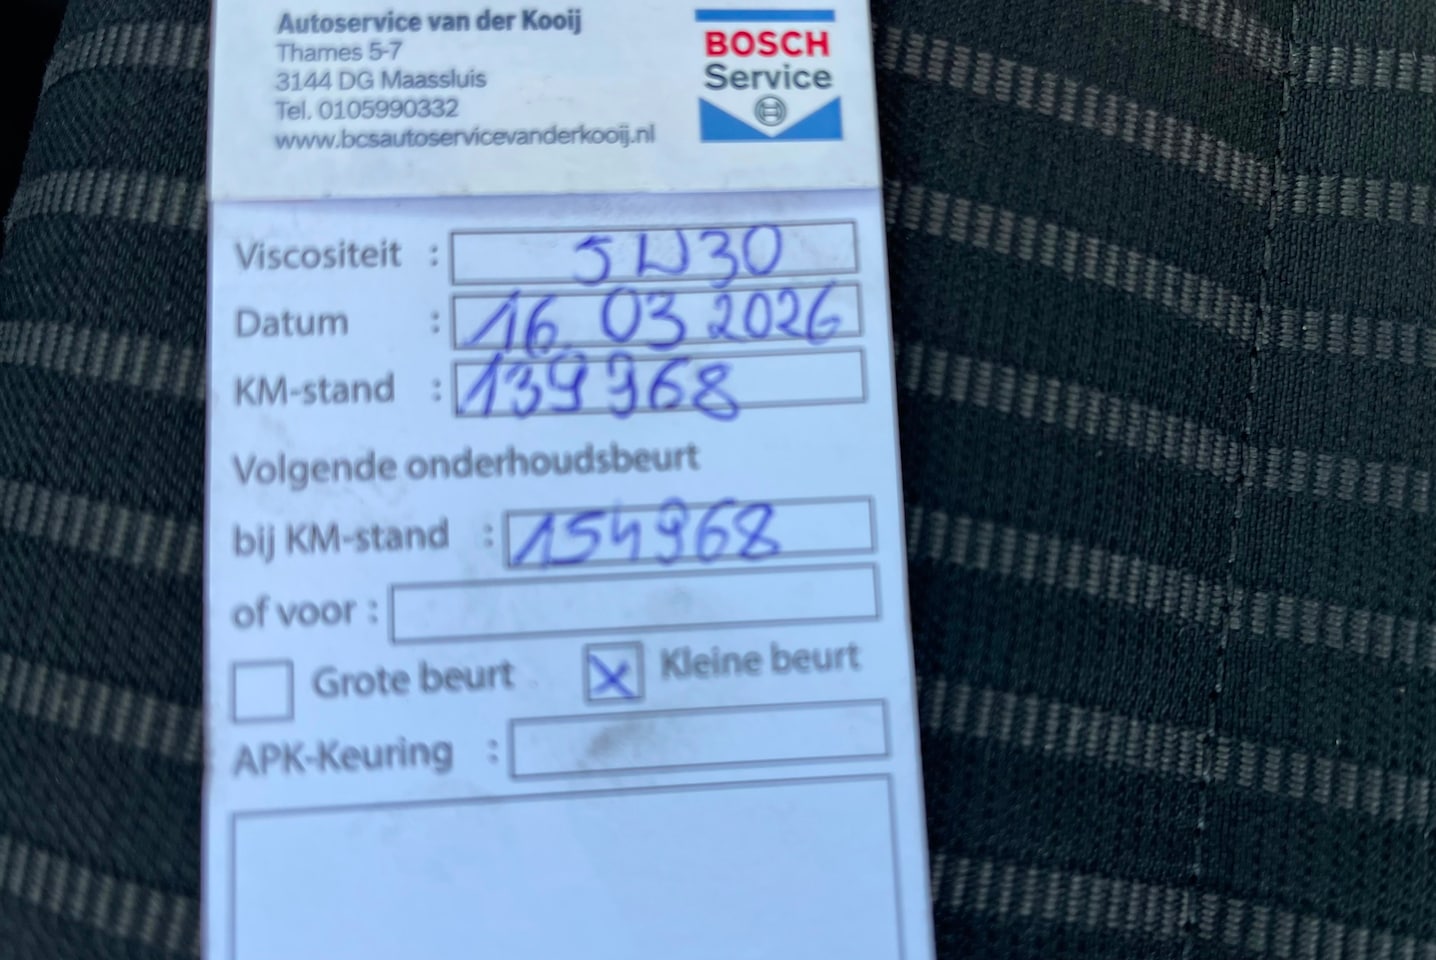 Autoservice van der Kooij
Thames 5-7
3144 DG Maassluis
Tel. 0105990332
www.bcsautoservicevanderkooij.nl
BOSCH
Service
Viscositeit : 5W30
Datum : 16.03 2026
KM-stand : 139968
Volgende onderhoudsbeurt
bij KM-stand : 154968
of voor :
Grote beurt X Kleine beurt
APK-Keuring :